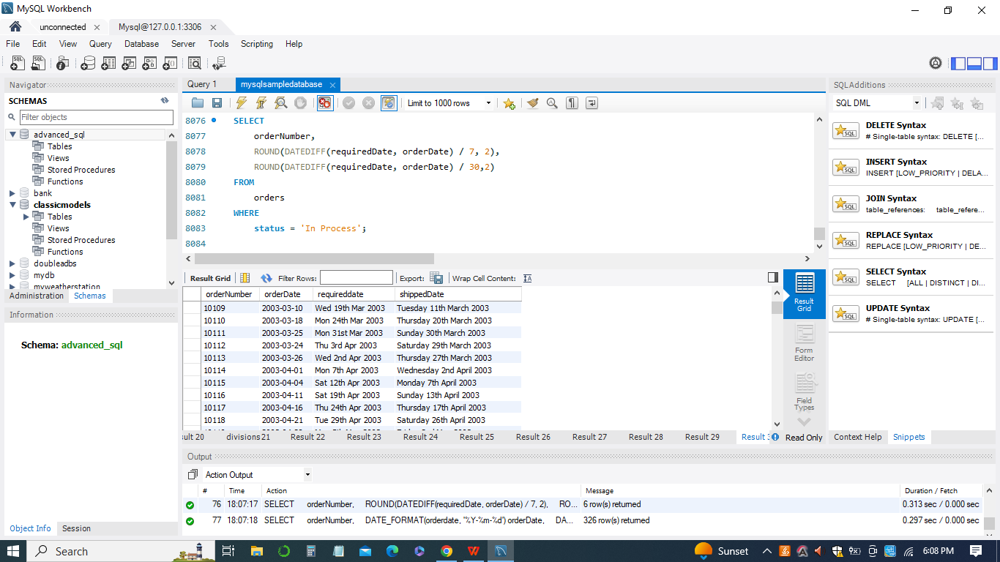 MySQL Workbench
unconnected
Mysql@127.0.0.1:3306
File Edit View Query Database Server Tools Scripting Help
Navigator
SCHEMAS
Filter objects
advanced_sql
Tables
Views
Stored Procedures
Functions
bank
classicmodels
Tables
Views
Stored Procedures
Functions
doubleadbs
mydb
myweatherstation
Administration Schemas
Information
Schema: advanced_sql
Object Info Session
Query 1 mysqlsampledatabase
Limit to 1000 rows
8076 SELECT
8077 orderNumber,
8078 ROUND(DATEDIFF(requiredDate, orderDate) / 7, 2),
8079 ROUND(DATEDIFF(requiredDate, orderDate) / 30,2)
8080 FROM
8081 orders
8082 WHERE
8083 status = 'In Process';
8084
Result Grid Filter Rows: Export: Wrap Cell Content:
orderNumber orderDate requireddate shippedDate
10109 2003-03-10 Wed 19th Mar 2003 Tuesday 11th March 2003
10110 2003-03-18 Mon 24th Mar 2003 Thursday 20th March 2003
10111 2003-03-25 Mon 31st Mar 2003 Sunday 30th March 2003
10112 2003-03-24 Thu 3rd Apr 2003 Saturday 29th March 2003
10113 2003-03-26 Wed 2nd Apr 2003 Thursday 27th March 2003
10114 2003-04-01 Mon 7th Apr 2003 Wednesday 2nd April 2003
10115 2003-04-04 Sat 12th Apr 2003 Monday 7th April 2003
10116 2003-04-11 Sat 19th Apr 2003 Sunday 13th April 2003
10117 2003-04-16 Thu 24th Apr 2003 Thursday 17th April 2003
10118 2003-04-21 Tue 29th Apr 2003 Saturday 26th April 2003
Result Grid
Form Editor
Field Types
sult 20 divisions21 Result 22 Result 23 Result 24 Result 25 Result 26 Result 27 Result 28 Result 29 Result 3 Read Only
Output
Action Output
# Time Action Message Duration / Fetch
76 18:07:17 SELECT orderNumber, ROUND(DATEDIFF(requiredDate, orderDate) / 7, 2), RO... 6 row(s) returned 0.313 sec / 0.000 sec
77 18:07:18 SELECT orderNumber, DATE_FORMAT(orderdate, '%Y-%m-%d') orderDate, DA... 326 row(s) returned 0.297 sec / 0.000 sec
SQLAdditions
SQL DML
DELETE Syntax
# Single-table syntax: DELETE [...
INSERT Syntax
INSERT [LOW_PRIORITY | DELA...
JOIN Syntax
table_references: table_refere...
REPLACE Syntax
REPLACE [LOW_PRIORITY | DE...
SELECT Syntax
SELECT [ALL | DISTINCT | DI...
UPDATE Syntax
# Single-table syntax: UPDATE [...
Context Help Snippets
Search
Sunset
6:08 PM